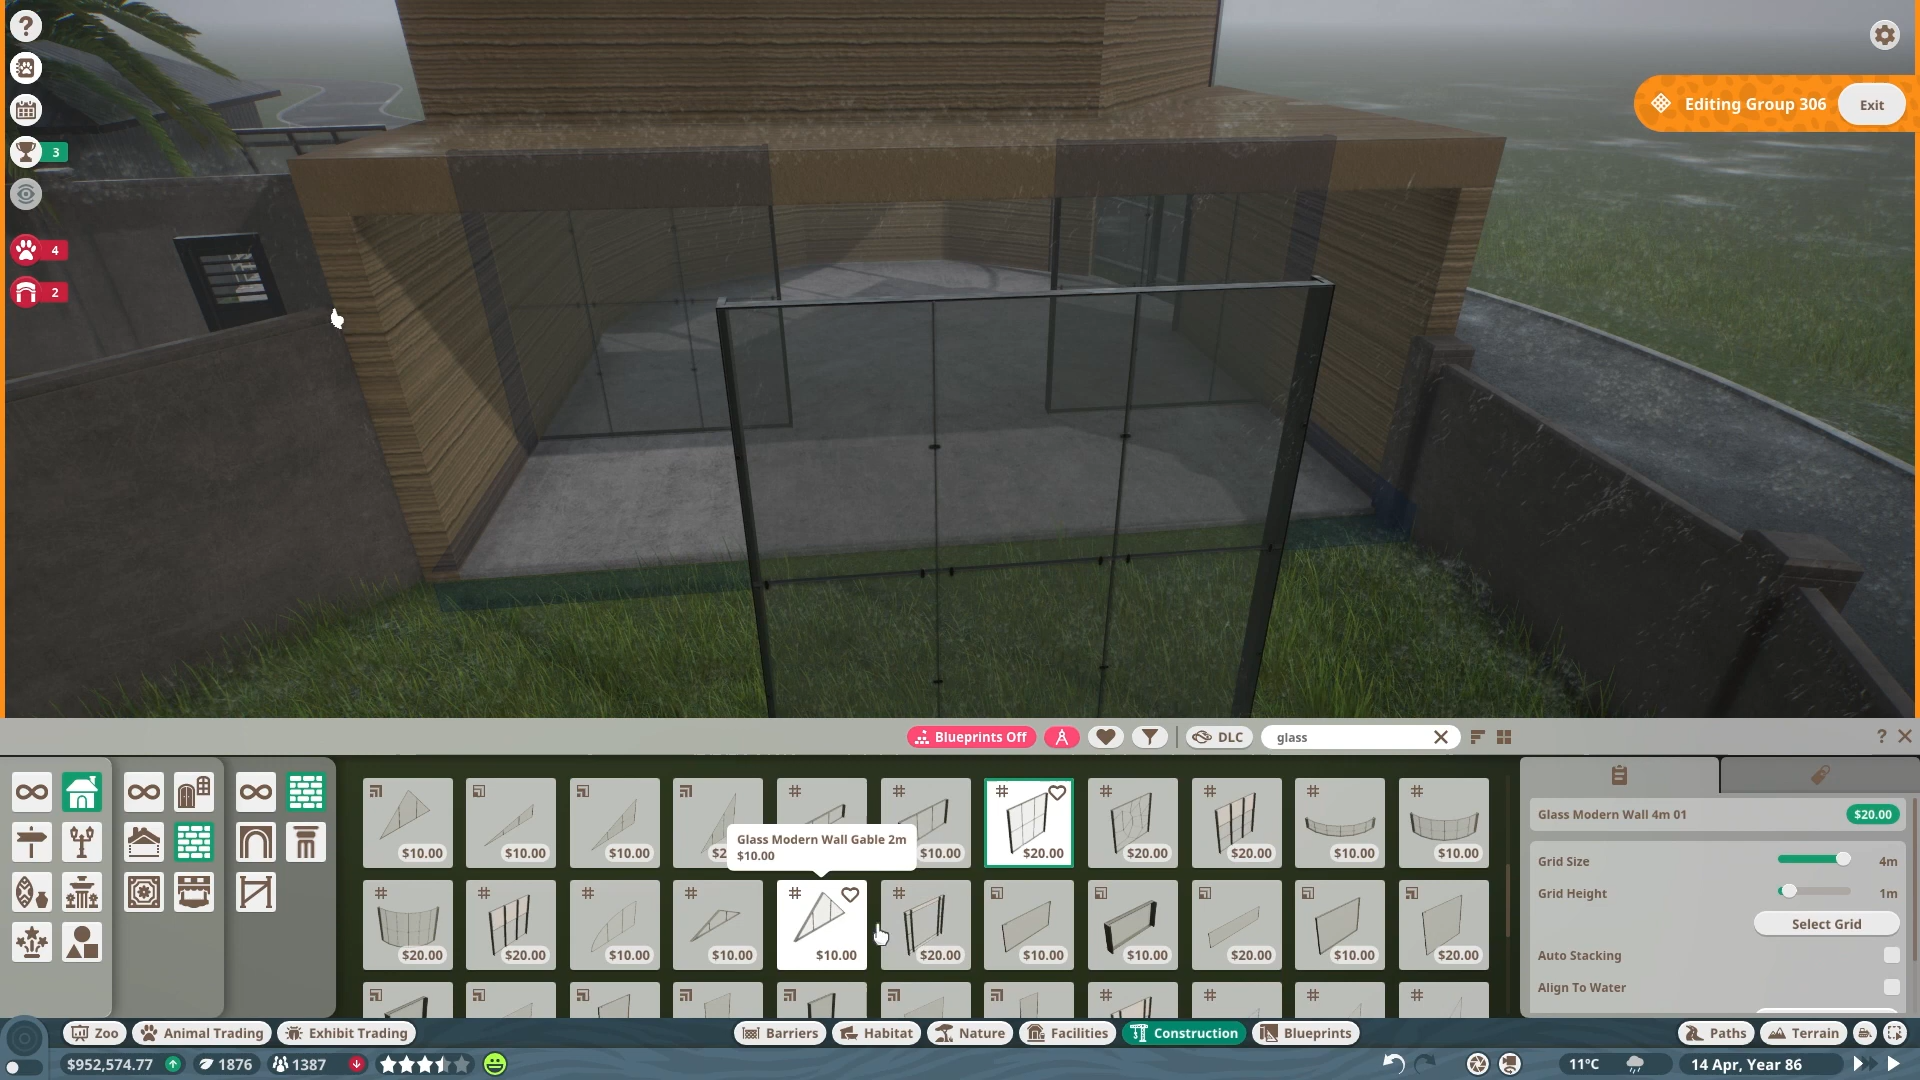 ?
Editing Group 306
Exit
3
4
2
Blueprints Off
DLC
glass
?
$10.00
$10.00
$10.00
$2
$10.00
$20.00
$20.00
$20.00
$10.00
$10.00
Glass Modern Wall Gable 2m
$10.00
$20.00
$20.00
$10.00
$10.00
$10.00
$20.00
$10.00
$10.00
$20.00
$10.00
$20.00
Glass Modern Wall 4m 01
$20.00
Grid Size
4m
Grid Height
1m
Select Grid
Auto Stacking
Align To Water
Zoo
Animal Trading
Exhibit Trading
Barriers
Habitat
Nature
Facilities
Construction
Blueprints
Paths
Terrain
$952,574.77
1876
1387
11°C
14 Apr, Year 86